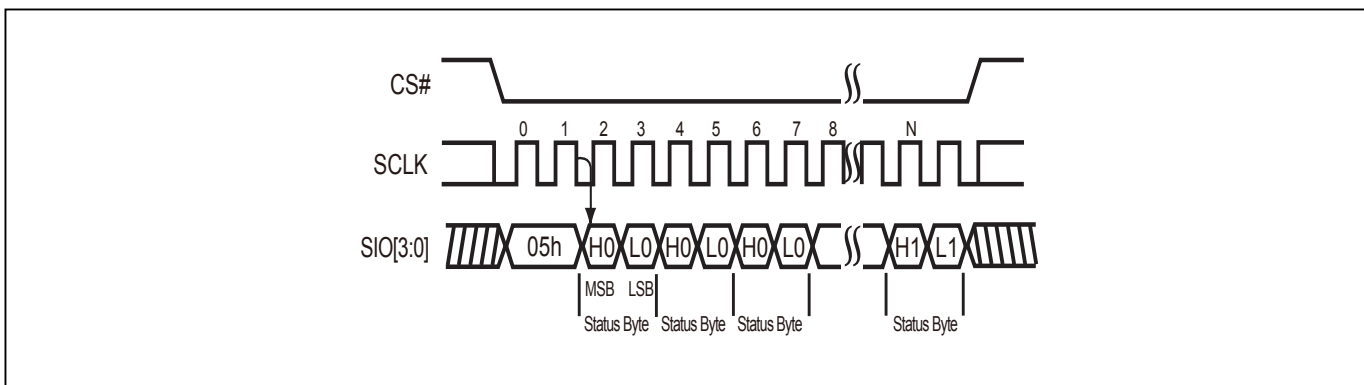 CS#
0 1 2 3 4 5 6 7 8 N
SCLK
SIO[3:0] 05h H0 L0 H0 L0 H0 L0 H1 L1
MSB LSB
Status Byte Status Byte Status Byte Status Byte